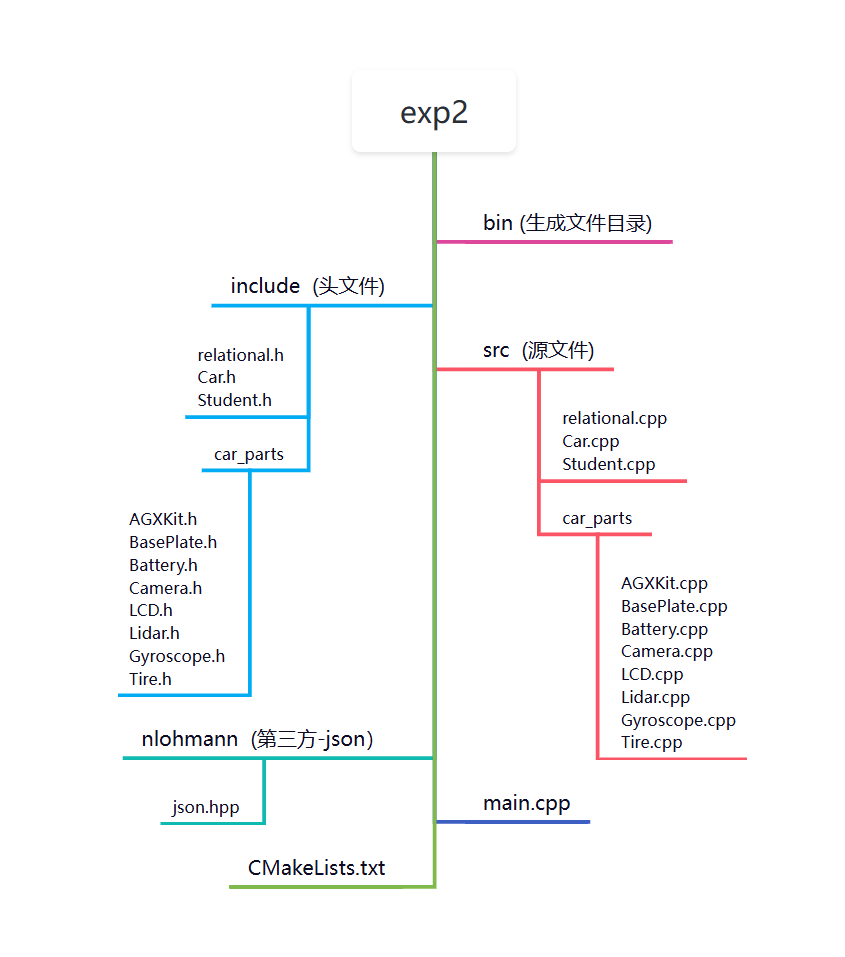 exp2
bin (生成文件目录)
include (头文件)
relational.h
Car.h
Student.h
car_parts
AGXKit.h
BasePlate.h
Battery.h
Camera.h
LCD.h
Lidar.h
Gyroscope.h
Tire.h
src (源文件)
relational.cpp
Car.cpp
Student.cpp
car_parts
AGXKit.cpp
BasePlate.cpp
Battery.cpp
Camera.cpp
LCD.cpp
Lidar.cpp
Gyroscope.cpp
Tire.cpp
nlohmann (第三方-json）
json.hpp
main.cpp
CMakeLists.txt